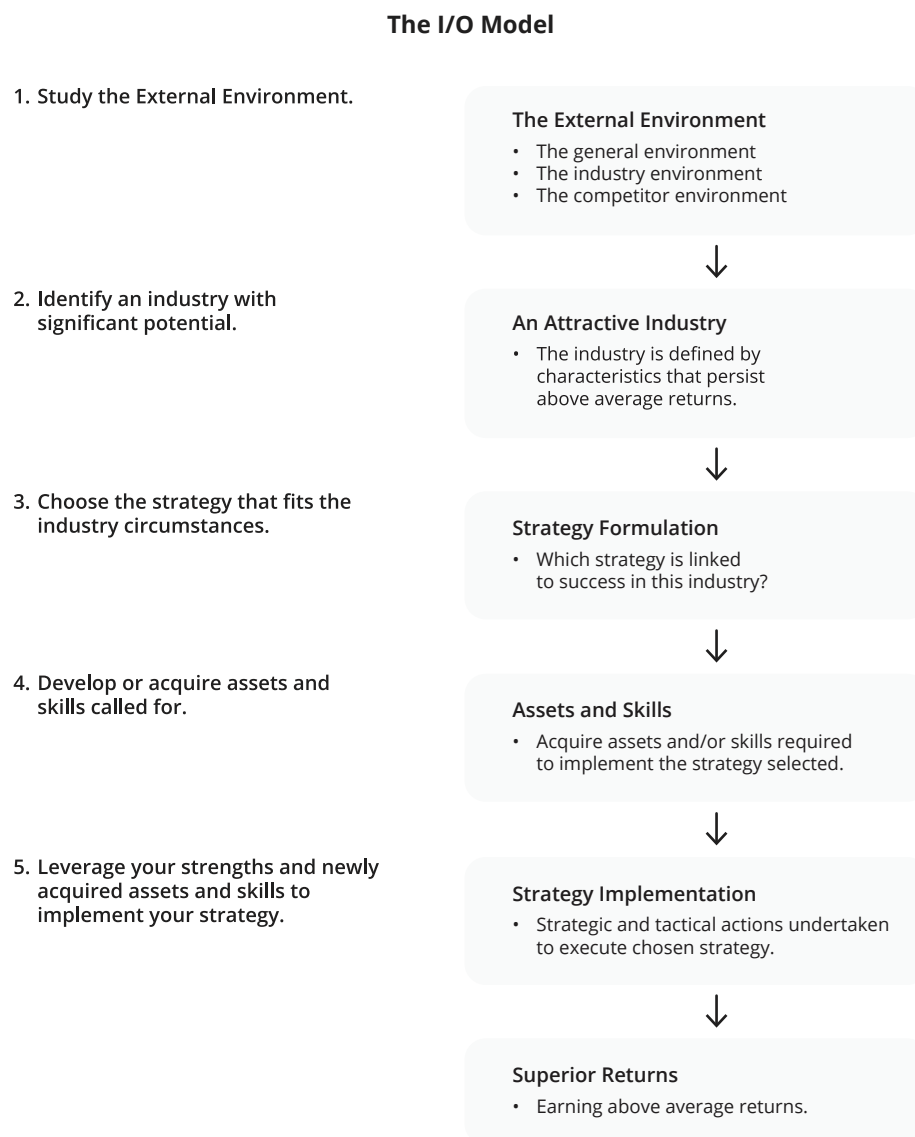 The I/O Model
1. Study the External Environment.
The External Environment
• The general environment
• The industry environment
• The competitor environment
2. Identify an industry with
significant potential.
An Attractive Industry
• The industry is defined by
characteristics that persist
above average returns.
3. Choose the strategy that fits the
industry circumstances.
Strategy Formulation
• Which strategy is linked
to success in this industry?
4. Develop or acquire assets and
skills called for.
Assets and Skills
• Acquire assets and/or skills required
to implement the strategy selected.
5. Leverage your strengths and newly
acquired assets and skills to
implement your strategy.
Strategy Implementation
• Strategic and tactical actions undertaken
to execute chosen strategy.
Superior Returns
• Earning above average returns.